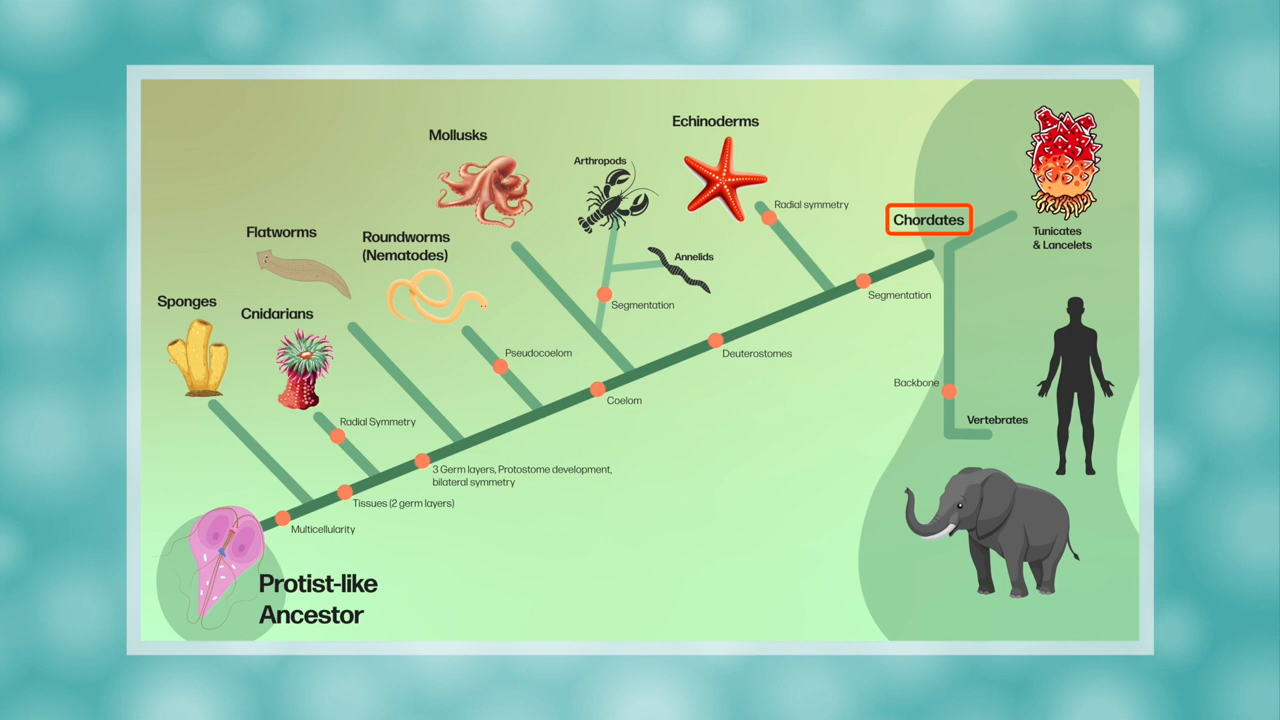 Mollusks
Echinoderms
Arthropods
Radial symmetry
Chordates
Tunicates
& Lancelets
Flatworms
Roundworms
(Nematodes)
Annelids
Sponges
Cnidarians
Segmentation
Segmentation
Pseudocoelom
Deuterostomes
Backbone
Coelom
Radial Symmetry
Vertebrates
3 Germ layers, Protostome development,
bilateral symmetry
Tissues (2 germ layers)
Multicellularity
Protist-like
Ancestor